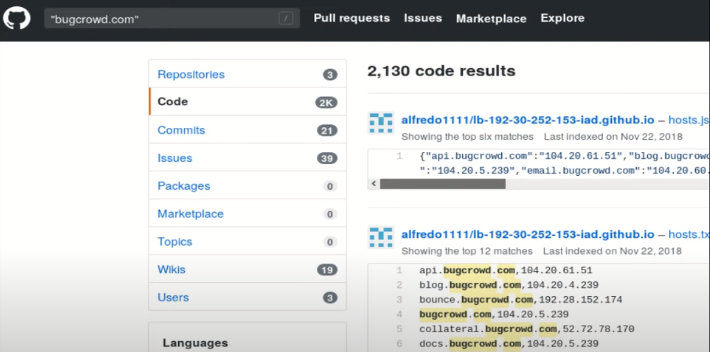 "bugcrowd.com"
/
Pull requests Issues Marketplace Explore
Repositories 3
Code 2K
Commits 21
Issues 39
Packages 0
Marketplace 0
Topics 0
Wikis 19
Users 3
Languages
2,130 code results
alfredo1111/lb-192-30-252-153-iad.github.io – hosts.js
Showing the top six matches Last indexed on Nov 22, 2018
1 {"api.bugcrowd.com":"104.20.61.51","blog.bugcrowd
":"104.20.5.239","email.bugcrowd.com":"104.20.60.
alfredo1111/lb-192-30-252-153-iad.github.io – hosts.tx
Showing the top 12 matches Last indexed on Nov 22, 2018
1 api.bugcrowd.com,104.20.61.51
2 blog.bugcrowd.com,104.20.4.239
3 bounce.bugcrowd.com,192.28.152.174
4 bugcrowd.com,104.20.5.239
5 collateral.bugcrowd.com,52.72.78.170
6 docs.bugcrowd.com,104.20.5.239